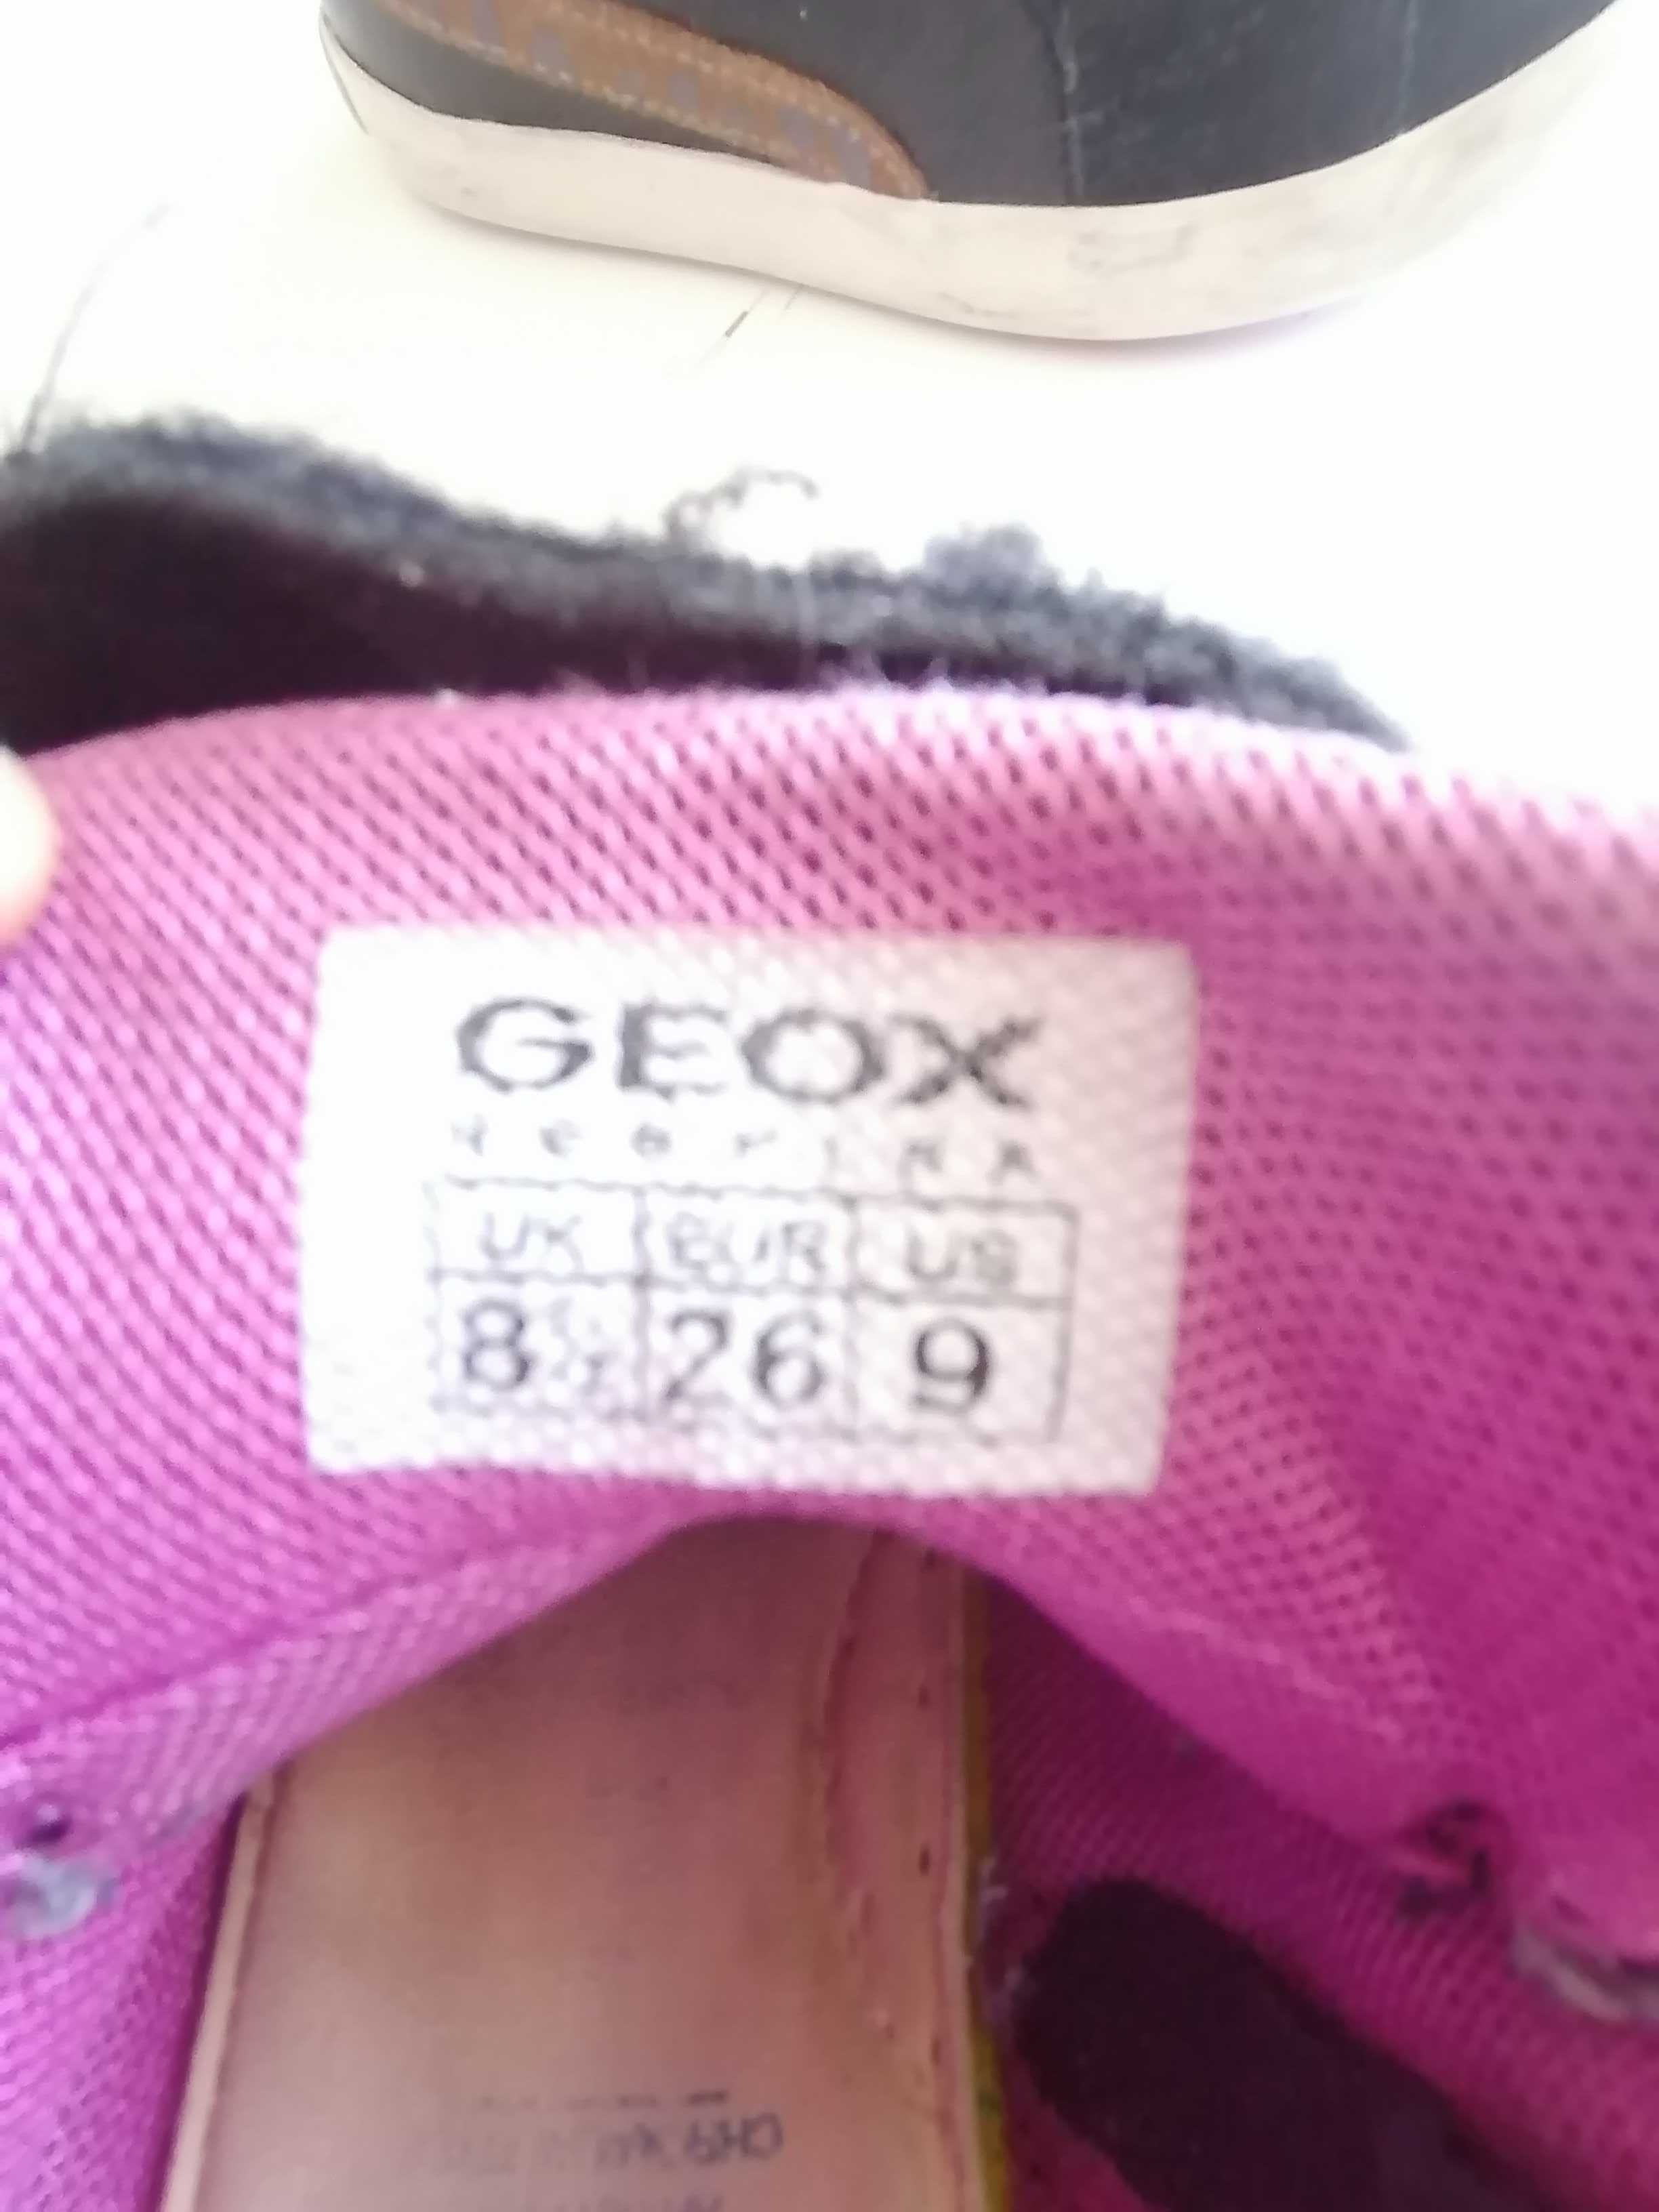 GEOX
R E S P I R A
UK EUR US
8½ 26 9